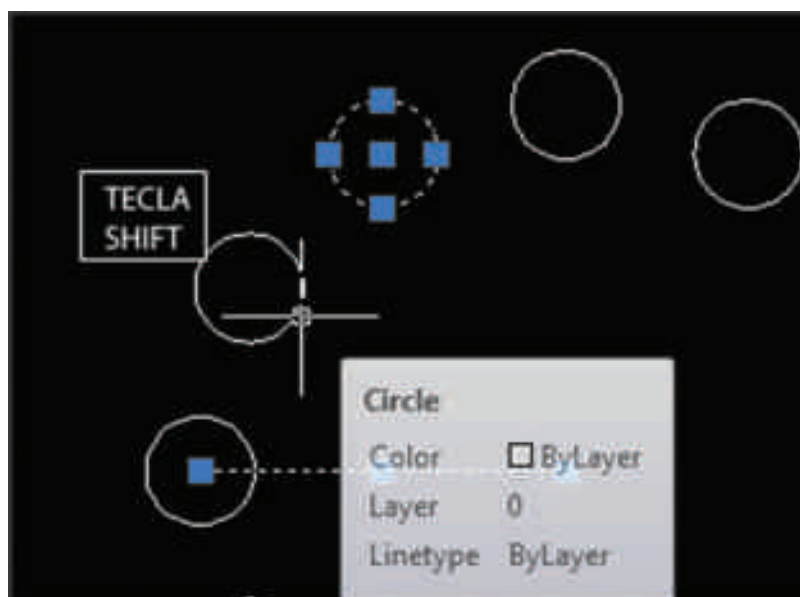 TECLA
SHIFT
Circle
Color ByLayer
Layer 0
Linetype ByLayer